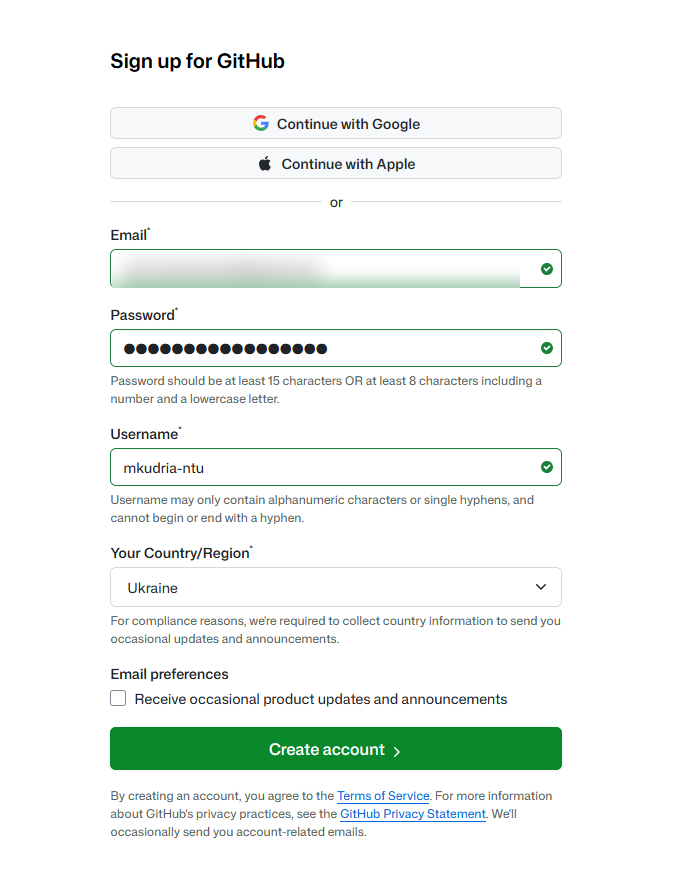 Sign up for GitHub
Continue with Google
Continue with Apple
or
Email*
Password*
●●●●●●●●●●●●●●●●●
Password should be at least 15 characters OR at least 8 characters including a
number and a lowercase letter.
Username*
mkudria-ntu
Username may only contain alphanumeric characters or single hyphens, and
cannot begin or end with a hyphen.
Your Country/Region*
Ukraine
For compliance reasons, we're required to collect country information to send you
occasional updates and announcements.
Email preferences
Receive occasional product updates and announcements
Create account >
By creating an account, you agree to the Terms of Service. For more information
about GitHub's privacy practices, see the GitHub Privacy Statement. We'll
occasionally send you account-related emails.